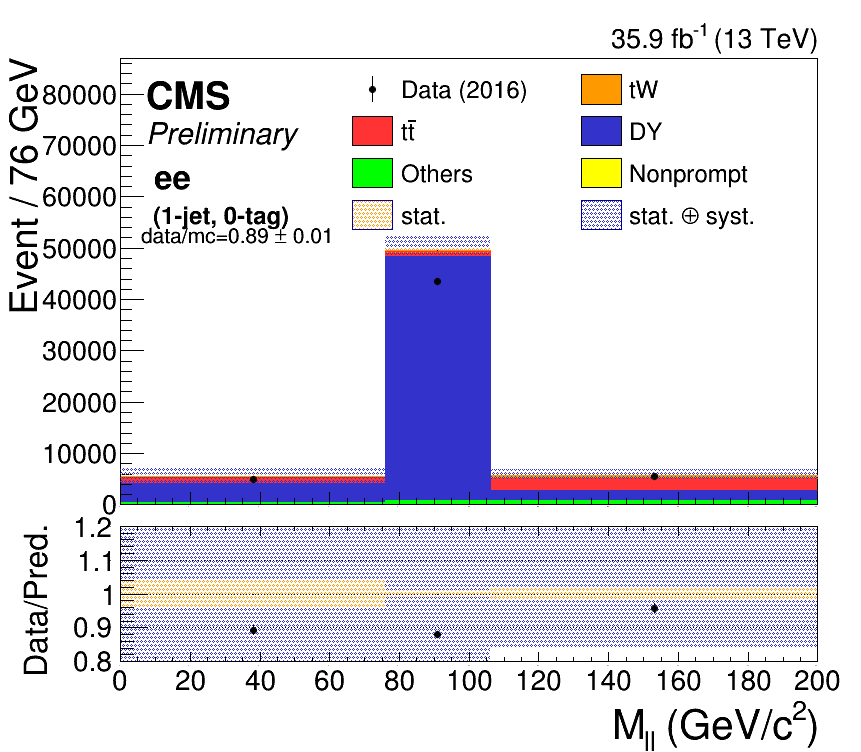 35.9 fb⁻¹ (13 TeV)
Event / 76 GeV
80000
70000
60000
50000
40000
30000
20000
10000
0
CMS
Preliminary
ee
(1-jet, 0-tag)
data/mc=0.89 ± 0.01
Data (2016)
tW
tt̄
DY
Others
Nonprompt
stat.
stat. ⊕ syst.
Data/Pred.
1.2
1.1
1
0.9
0.8
0 20 40 60 80 100 120 140 160 180 200
M_ll (GeV/c²)